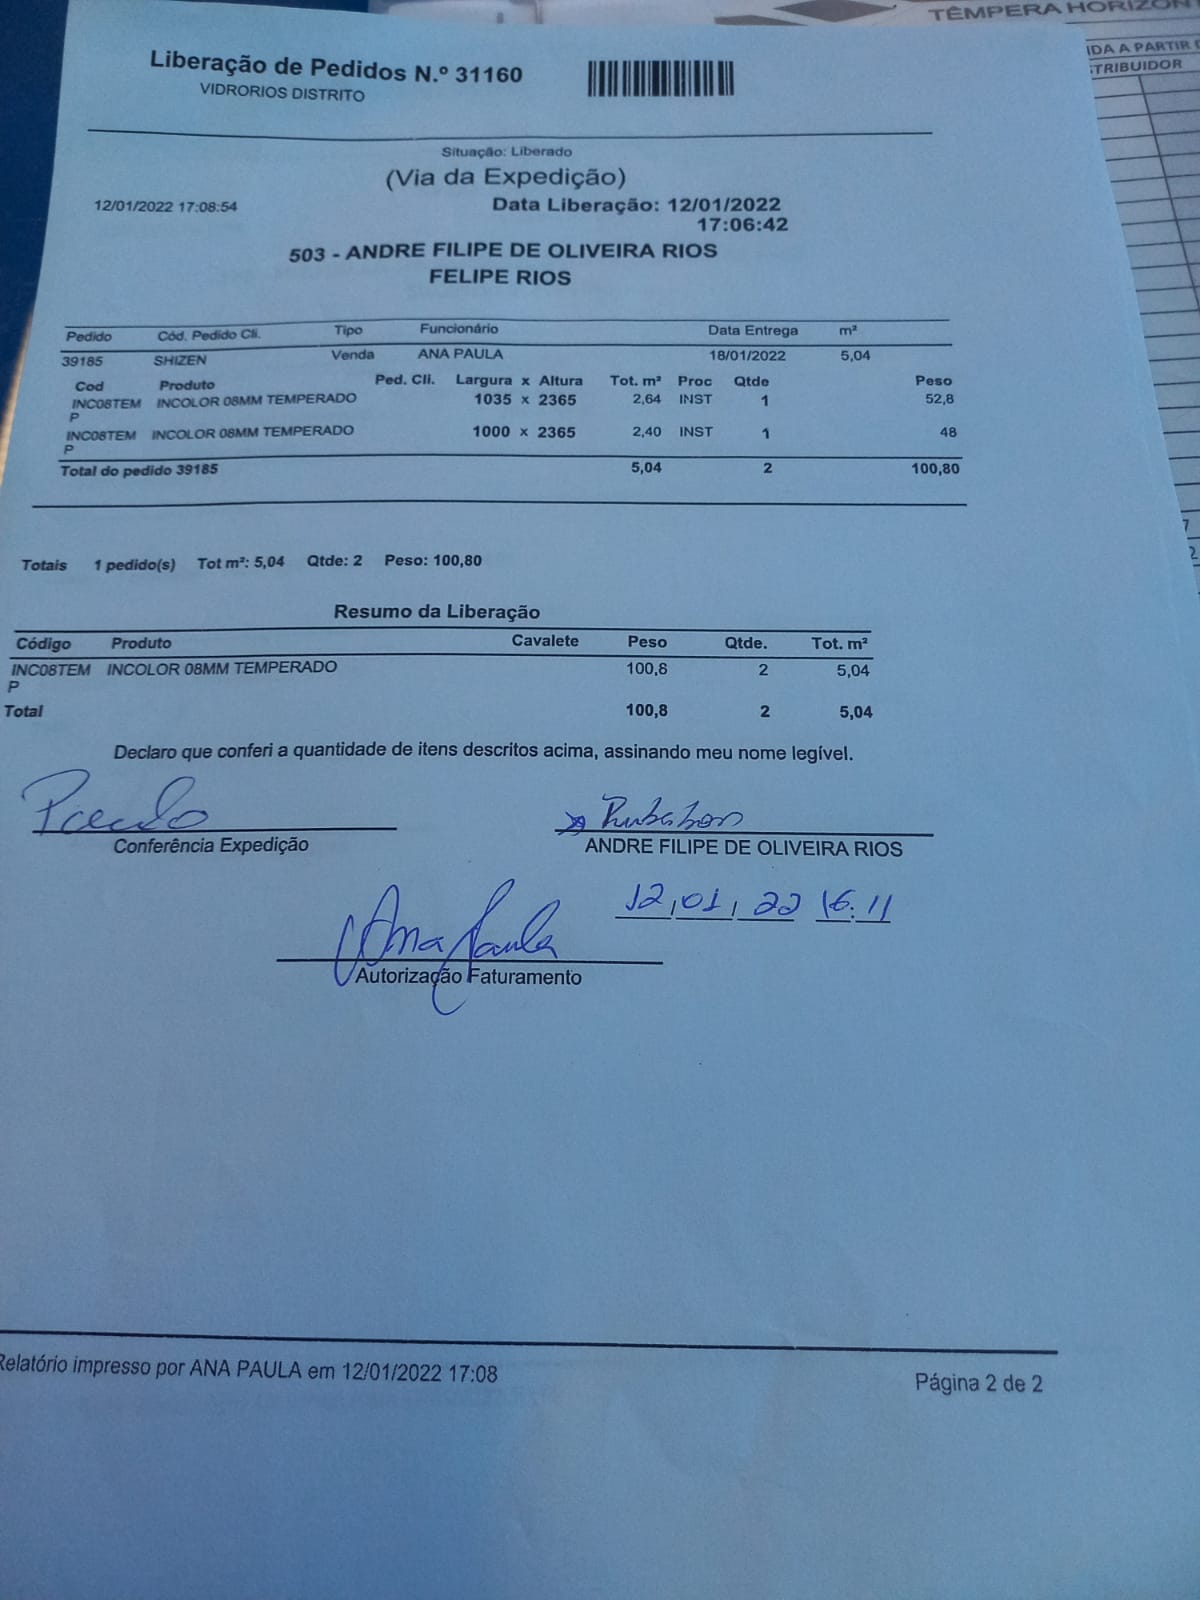 TÊMPERA HORIZON
IDA A PARTIR
TRIBUIDOR
Liberação de Pedidos N.º 31160
VIDRORIOS DISTRITO
Situação: Liberado
(Via da Expedição)
12/01/2022 17:08:54 Data Liberação: 12/01/2022
17:06:42
503 - ANDRE FILIPE DE OLIVEIRA RIOS
FELIPE RIOS
Pedido Cód. Pedido Cli. Tipo Funcionário Data Entrega m²
39185 SHIZEN Venda ANA PAULA 18/01/2022 5,04
Cod Produto Ped. Cli. Largura x Altura Tot. m² Proc Qtde Peso
INC08TEM INCOLOR 08MM TEMPERADO 1035 x 2365 2,64 INST 1 52,8
P
INC08TEM INCOLOR 08MM TEMPERADO 1000 x 2365 2,40 INST 1 48
P
Total do pedido 39185 5,04 2 100,80
Totais 1 pedido(s) Tot m²: 5,04 Qtde: 2 Peso: 100,80
Resumo da Liberação
Código Produto Cavalete Peso Qtde. Tot. m²
INC08TEM INCOLOR 08MM TEMPERADO 100,8 2 5,04
P
Total 100,8 2 5,04
Declaro que conferi a quantidade de itens descritos acima, assinando meu nome legível.
Conferência Expedição
ANDRE FILIPE DE OLIVEIRA RIOS
12,01,22 16:11
Ana Paula
Autorização Faturamento
Relatório impresso por ANA PAULA em 12/01/2022 17:08
Página 2 de 2